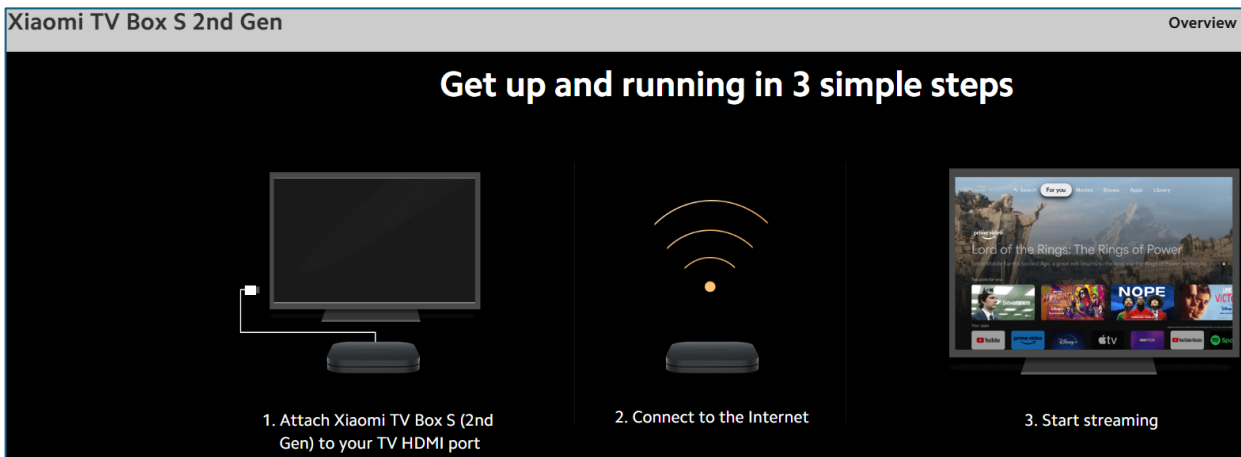 Xiaomi TV Box S 2nd Gen
Overview
Get up and running in 3 simple steps
Search For you Movies Shows Apps Library
prime video
Lord of the Rings: The Rings of Power
NOPE
YouTube prime video Disney+ tv YouTube Music Spo
1. Attach Xiaomi TV Box S (2nd
Gen) to your TV HDMI port
2. Connect to the Internet
3. Start streaming